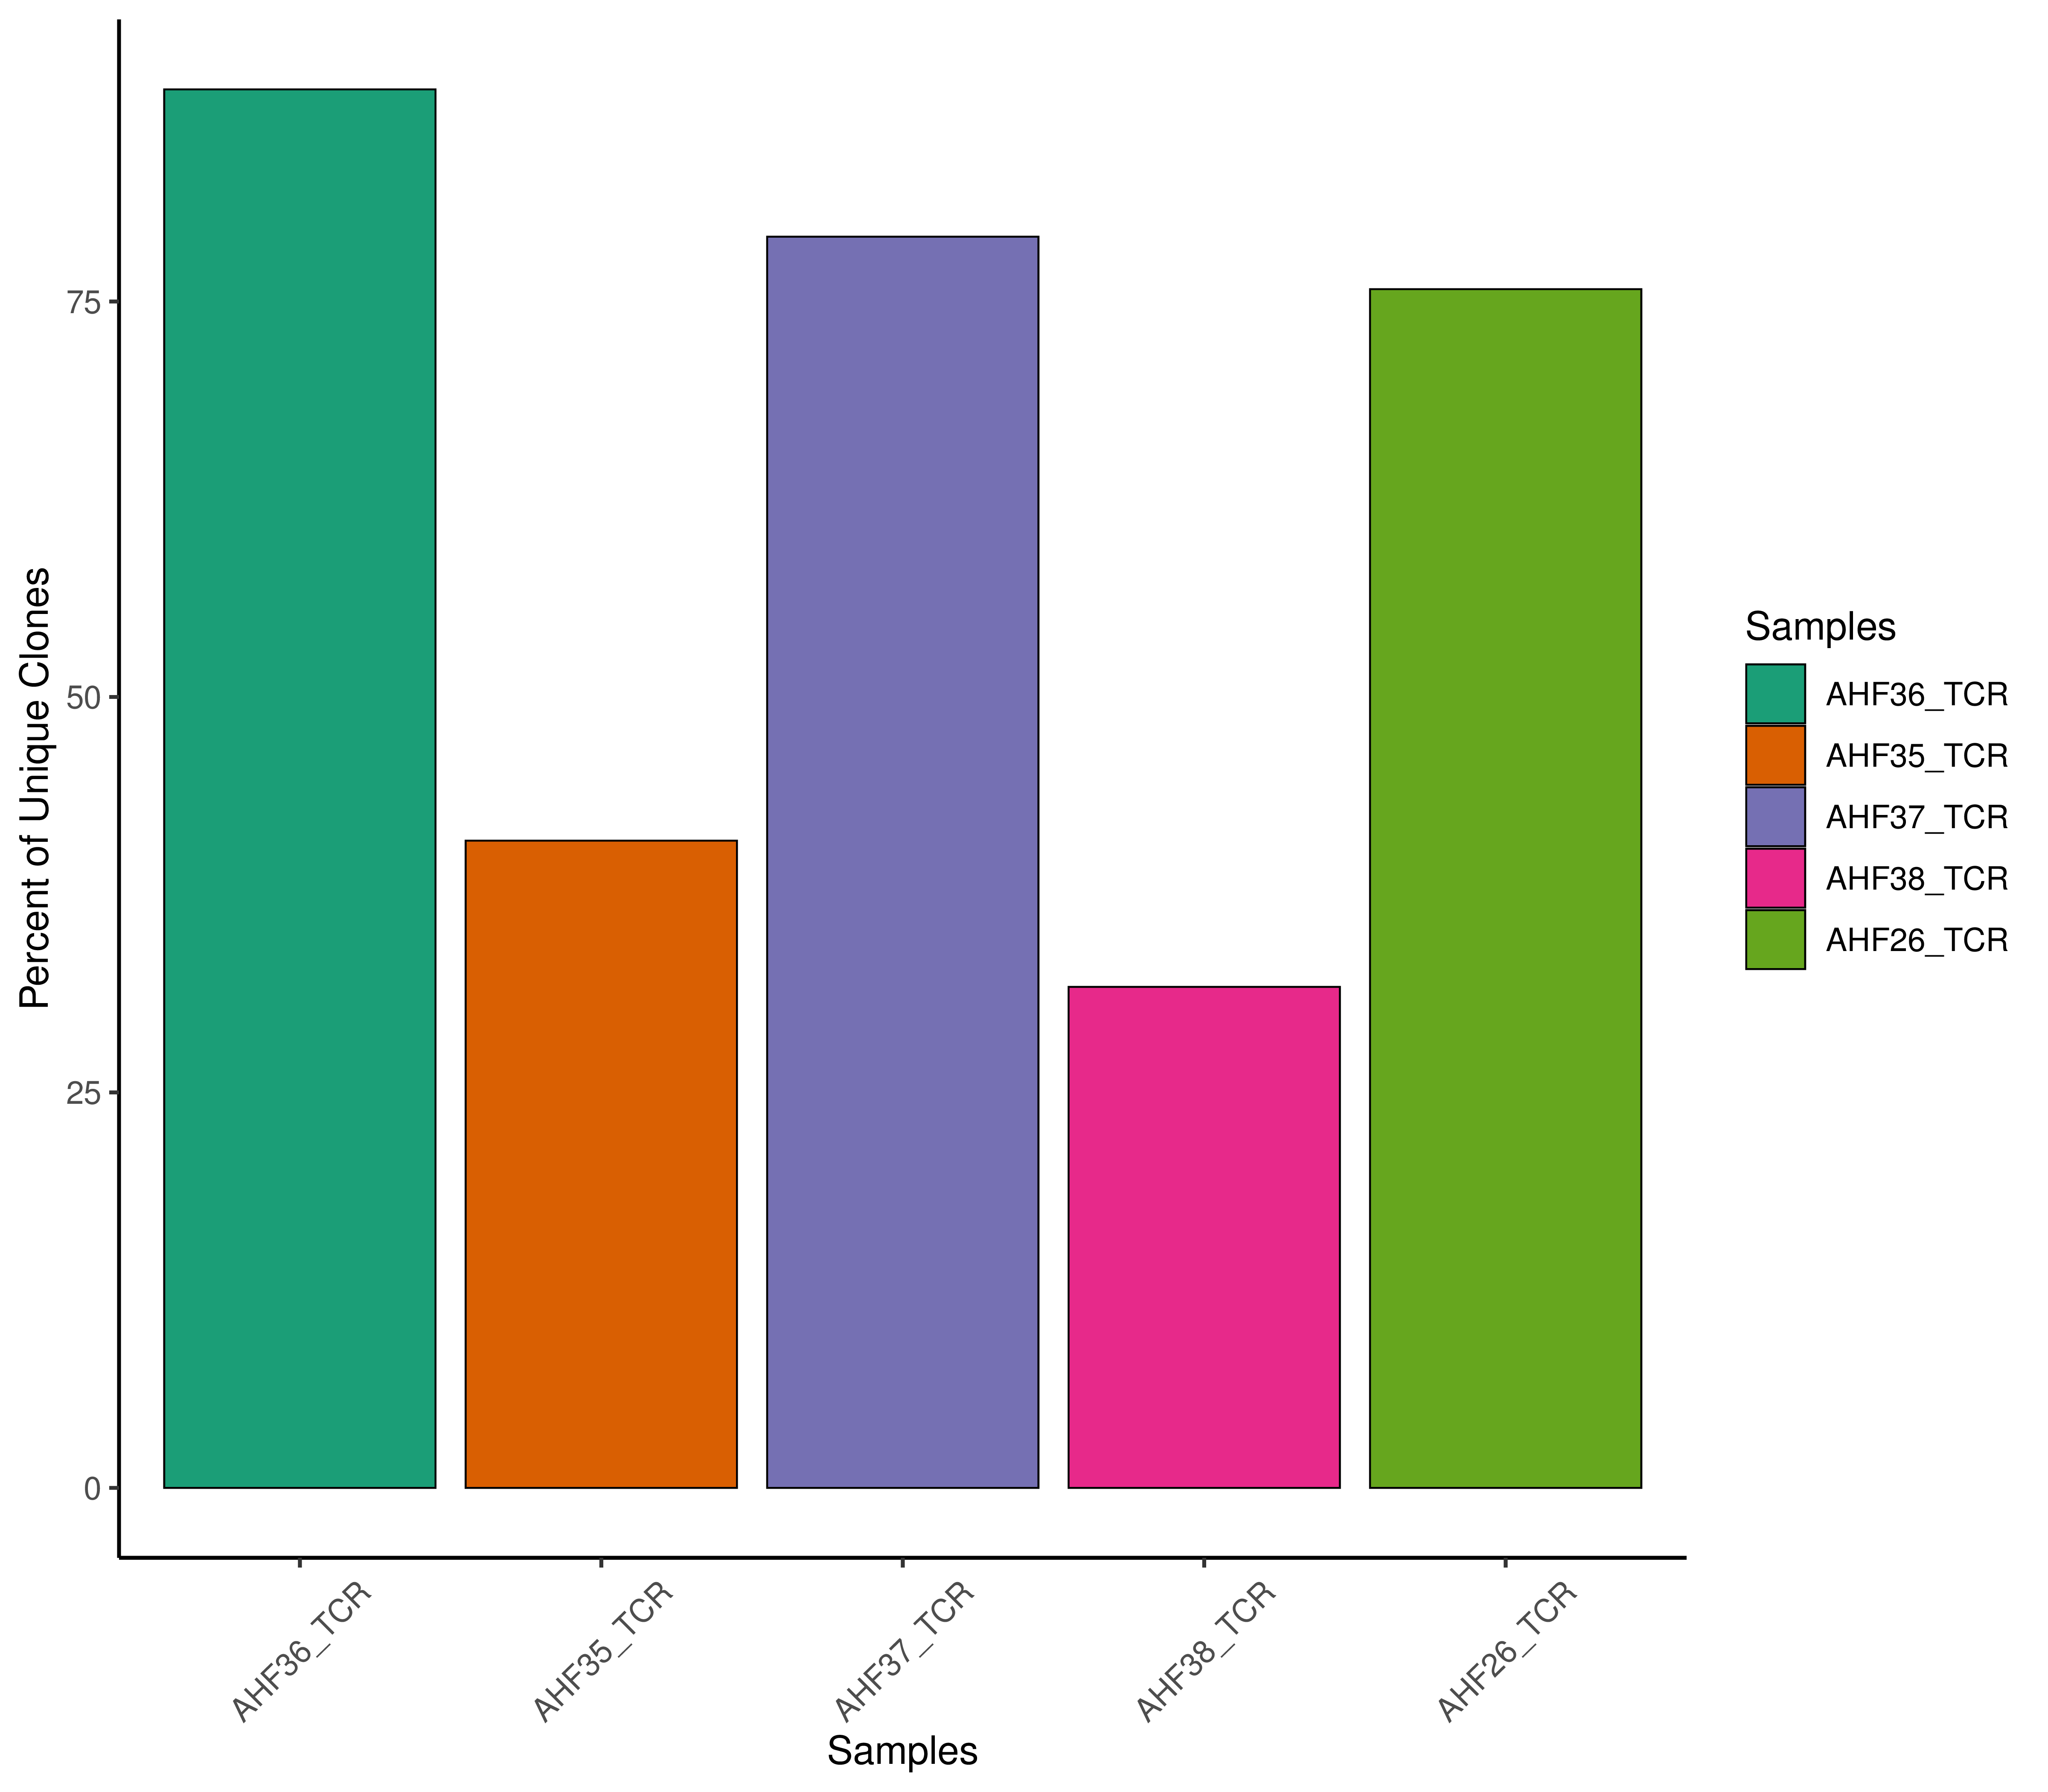 Percent of Unique Clones
75
50
25
0
AHF36_TCR
AHF35_TCR
AHF37_TCR
AHF38_TCR
AHF26_TCR
Samples
Samples
AHF36_TCR
AHF35_TCR
AHF37_TCR
AHF38_TCR
AHF26_TCR